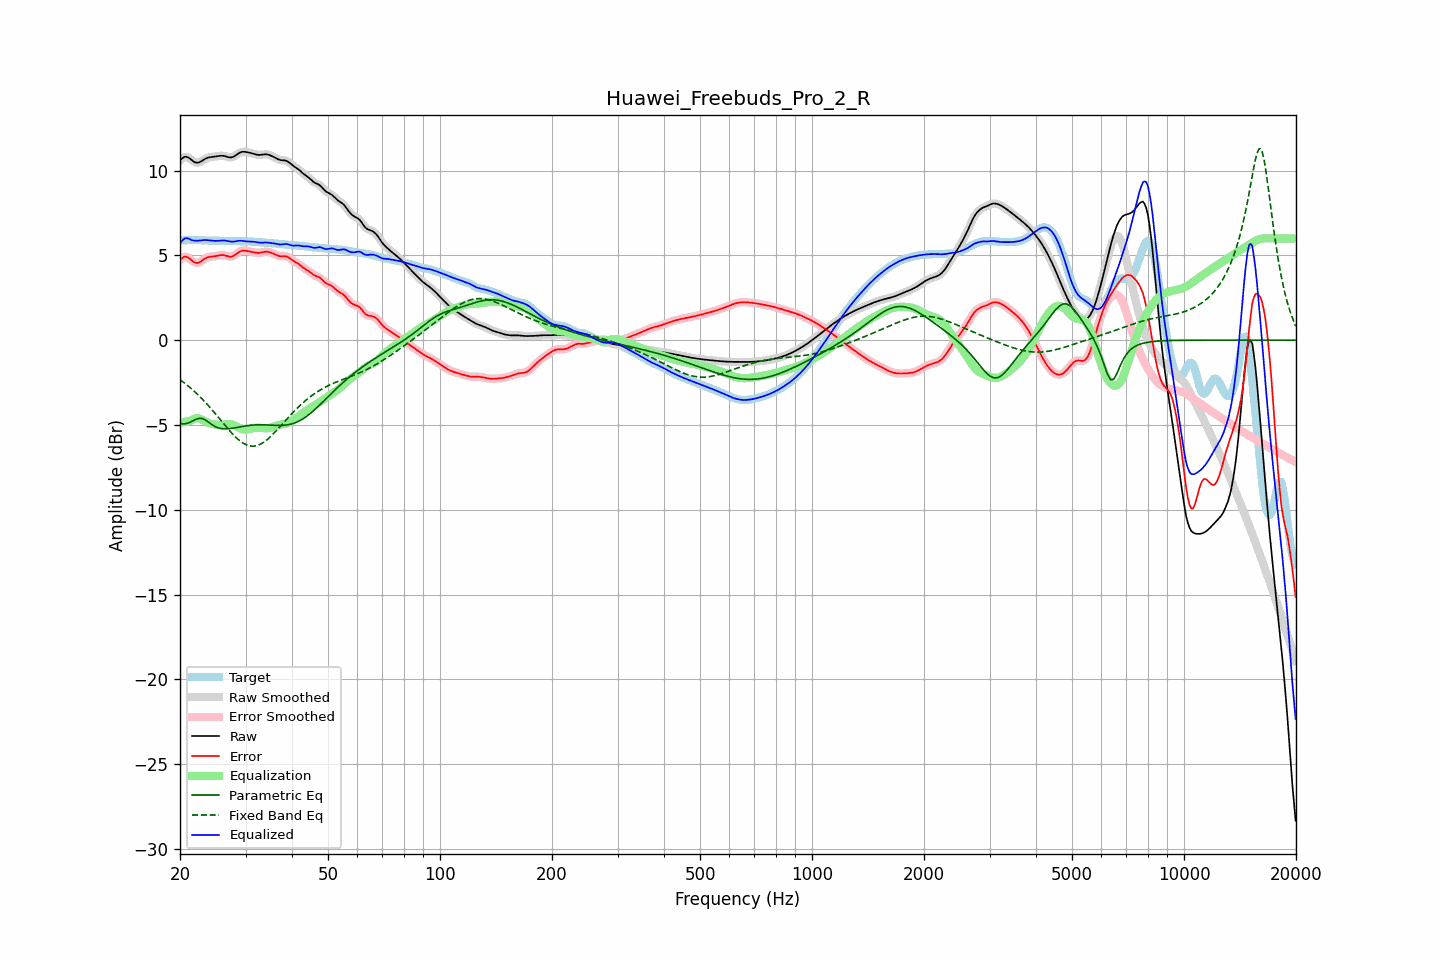 Huawei_Freebuds_Pro_2_R
10
5
0
−5
−10
−15
−20
−25
−30
Amplitude (dBr)
Target
Raw Smoothed
Error Smoothed
Raw
Error
Equalization
Parametric Eq
Fixed Band Eq
Equalized
20
50
100
200
500
1000
2000
5000
10000
20000
Frequency (Hz)